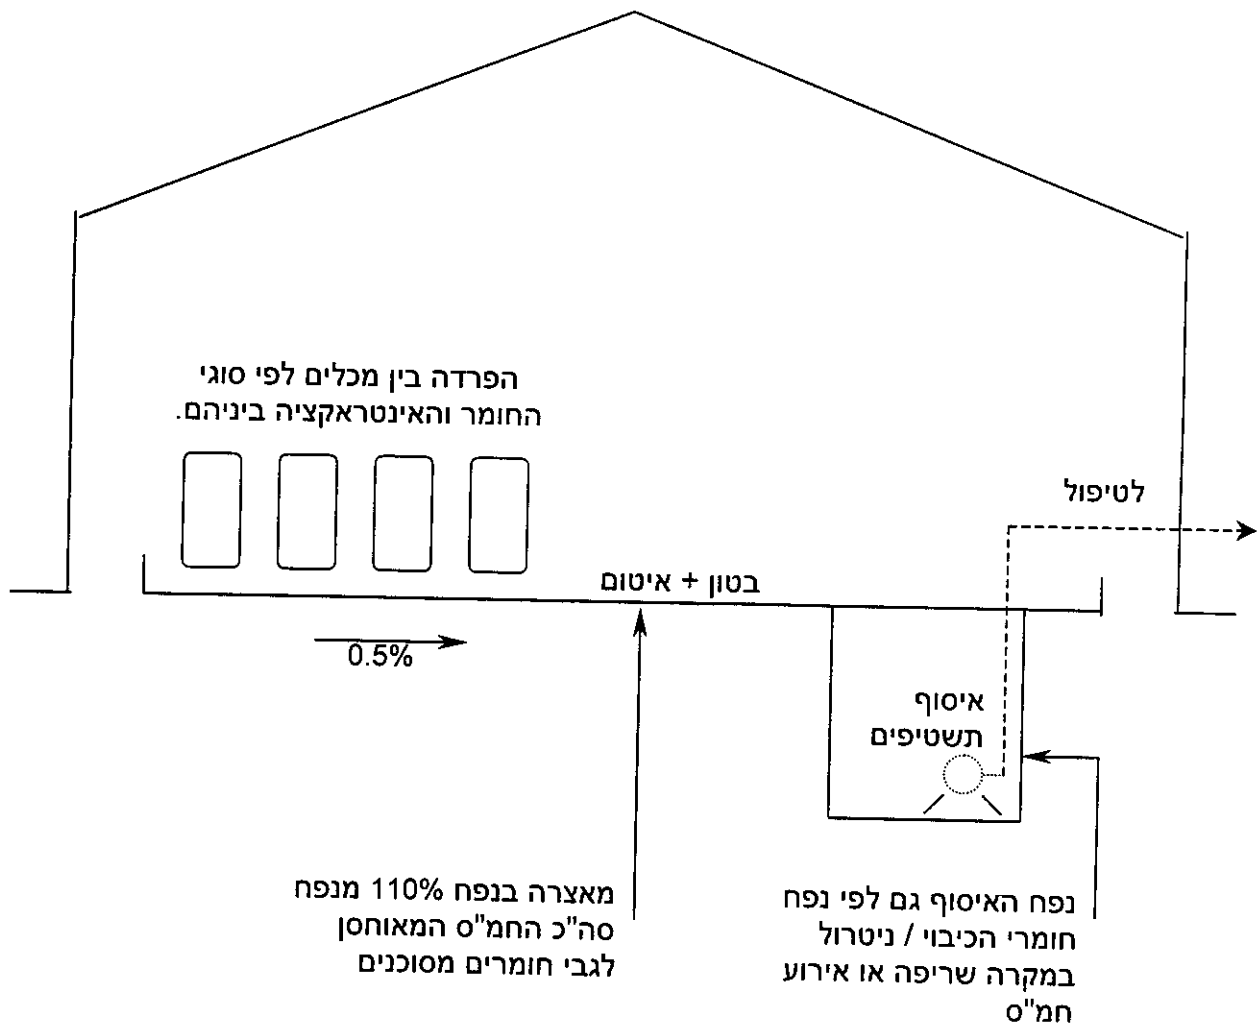 הפרדה בין מכלים לפי סוגי
החומר והאינטראקציה ביניהם.
לטיפול
בטון + איטום
0.5%
איסוף
תשטיפים
מאצרה בנפח 110% מנפח
סה"כ החמ"ס המאוחסן
לגבי חומרים מסוכנים
נפח האיסוף גם לפי נפח
חומרי הכיבוי / ניטרול
במקרה שריפה או אירוע
חמ"ס